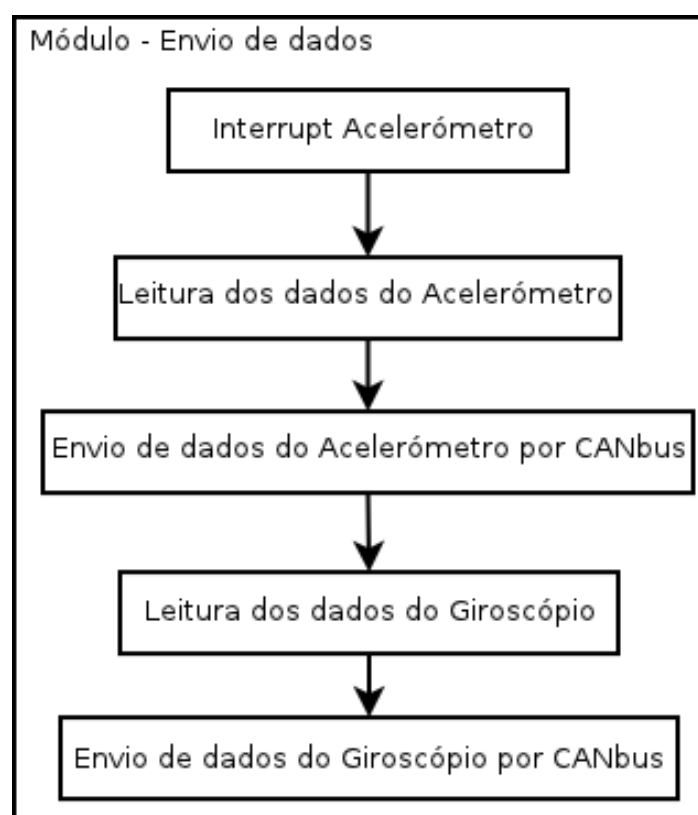 Módulo - Envio de dados
Interrupt Acelerómetro
Leitura dos dados do Acelerómetro
Envio de dados do Acelerómetro por CANbus
Leitura dos dados do Giroscópio
Envio de dados do Giroscópio por CANbus